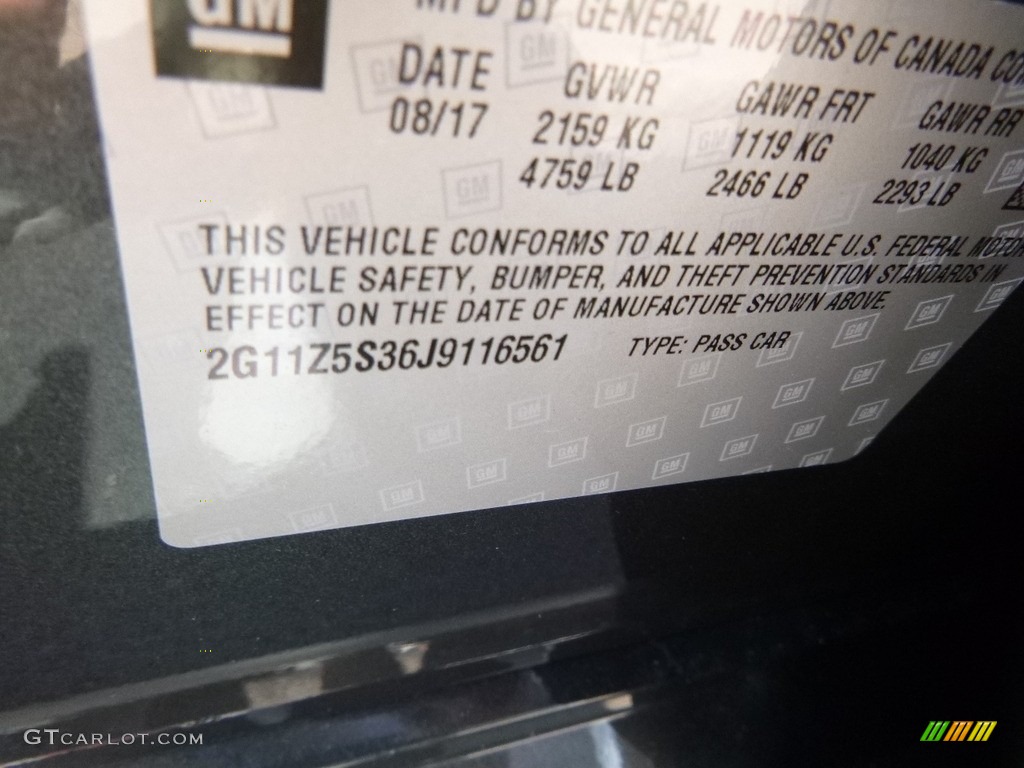 GM
MFD BY GENERAL MOTORS OF CANADA CO
DATE GVWR GAWR FRT GAWR RR
08/17 2159 KG 1119 KG 1040 KG
4759 LB 2466 LB 2293 LB
THIS VEHICLE CONFORMS TO ALL APPLICABLE U.S. FEDERAL MOTOR
VEHICLE SAFETY, BUMPER, AND THEFT PREVENTION STANDARDS IN
EFFECT ON THE DATE OF MANUFACTURE SHOWN ABOVE.
2G11Z5S36J9116561 TYPE: PASS CAR
GTCARLOT.COM